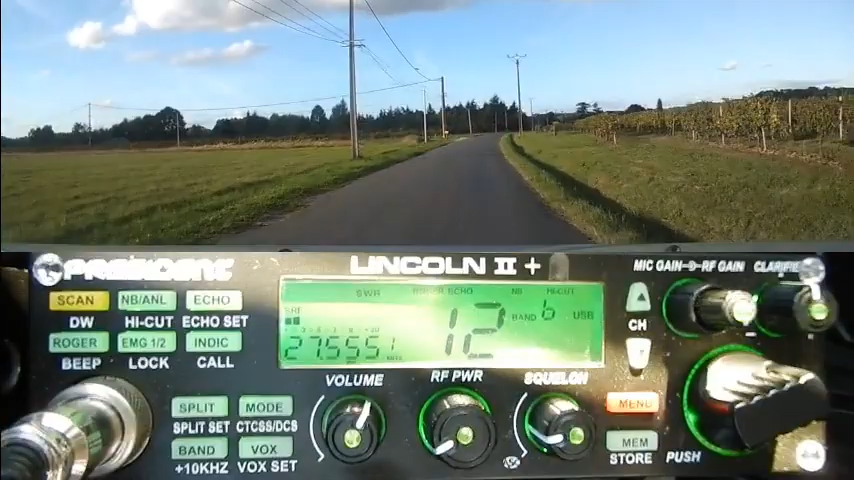 PRESIDENT LINCOLN II + MIC GAIN RF GAIN CLARIFIER
SCAN NB/ANL ECHO
DW HI-CUT ECHO SET
ROGER EMG 1/2 INDIC
BEEP LOCK CALL
SWR ECHO NB HI-CUT
12 BAND b USB
27.555
CH
VOLUME RF PWR SQUELCH
MENU
SPLIT MODE
SPLIT SET CTCSS/DCS
MEM
BAND VOX
STORE PUSH
+10KHz VOX SET